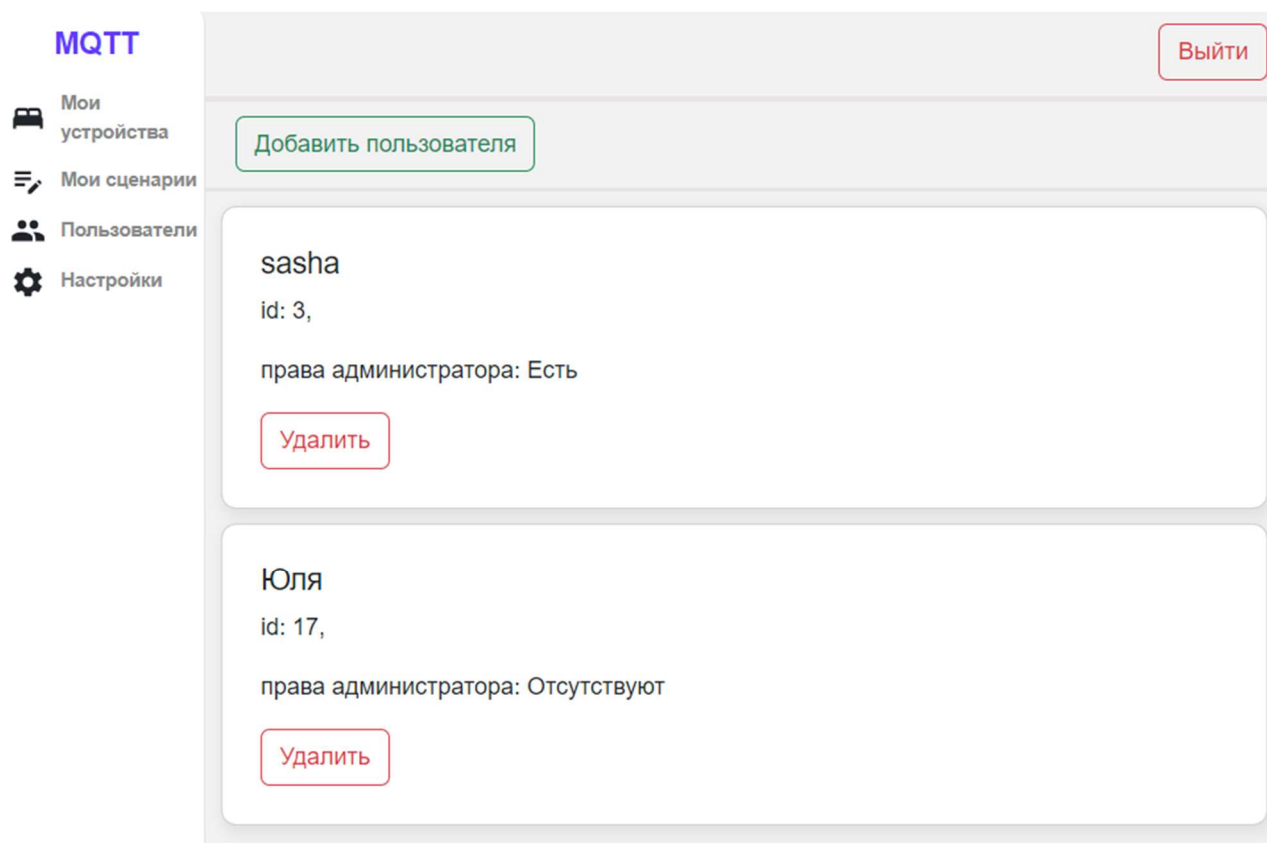 MQTT
Мои
устройства
Мои сценарии
Пользователи
Настройки
Выйти
Добавить пользователя
sasha
id: 3,
права администратора: Есть
Удалить
Юля
id: 17,
права администратора: Отсутствуют
Удалить